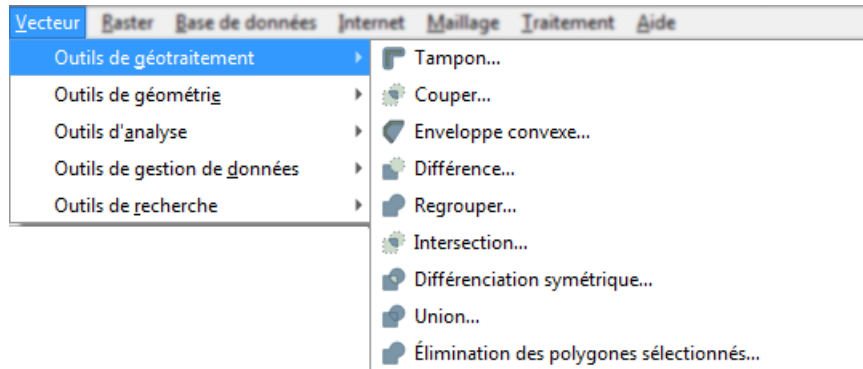 Vecteur Raster Base de données Internet Maillage Traitement Aide
Outils de géotraitement
Outils de géométrie
Outils d'analyse
Outils de gestion de données
Outils de recherche
Tampon...
Couper...
Enveloppe convexe...
Différence...
Regrouper...
Intersection...
Différenciation symétrique...
Union...
Élimination des polygones sélectionnés...